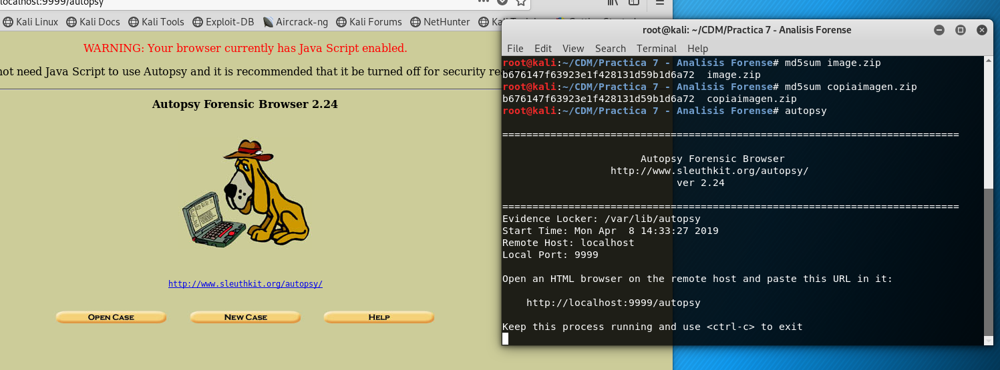 localhost:9999/autopsy
Kali Linux Kali Docs Kali Tools Exploit-DB Aircrack-ng Kali Forums NetHunter
WARNING: Your browser currently has Java Script enabled.
not need Java Script to use Autopsy and it is recommended that it be turned off for security
Autopsy Forensic Browser 2.24
http://www.sleuthkit.org/autopsy/
OPEN CASE NEW CASE HELP
root@kali: ~/CDM/Practica 7 - Analisis Forense
File Edit View Search Terminal Help
root@kali:~/CDM/Practica 7 - Analisis Forense# md5sum image.zip
b676147f63923e1f428131d59b1d6a72  image.zip
root@kali:~/CDM/Practica 7 - Analisis Forense# md5sum copiaimagen.zip
b676147f63923e1f428131d59b1d6a72  copiaimagen.zip
root@kali:~/CDM/Practica 7 - Analisis Forense# autopsy
============================================================================
Autopsy Forensic Browser
http://www.sleuthkit.org/autopsy/
ver 2.24
============================================================================
Evidence Locker: /var/lib/autopsy
Start Time: Mon Apr  8 14:33:27 2019
Remote Host: localhost
Local Port: 9999
Open an HTML browser on the remote host and paste this URL in it:
http://localhost:9999/autopsy
Keep this process running and use <ctrl-c> to exit